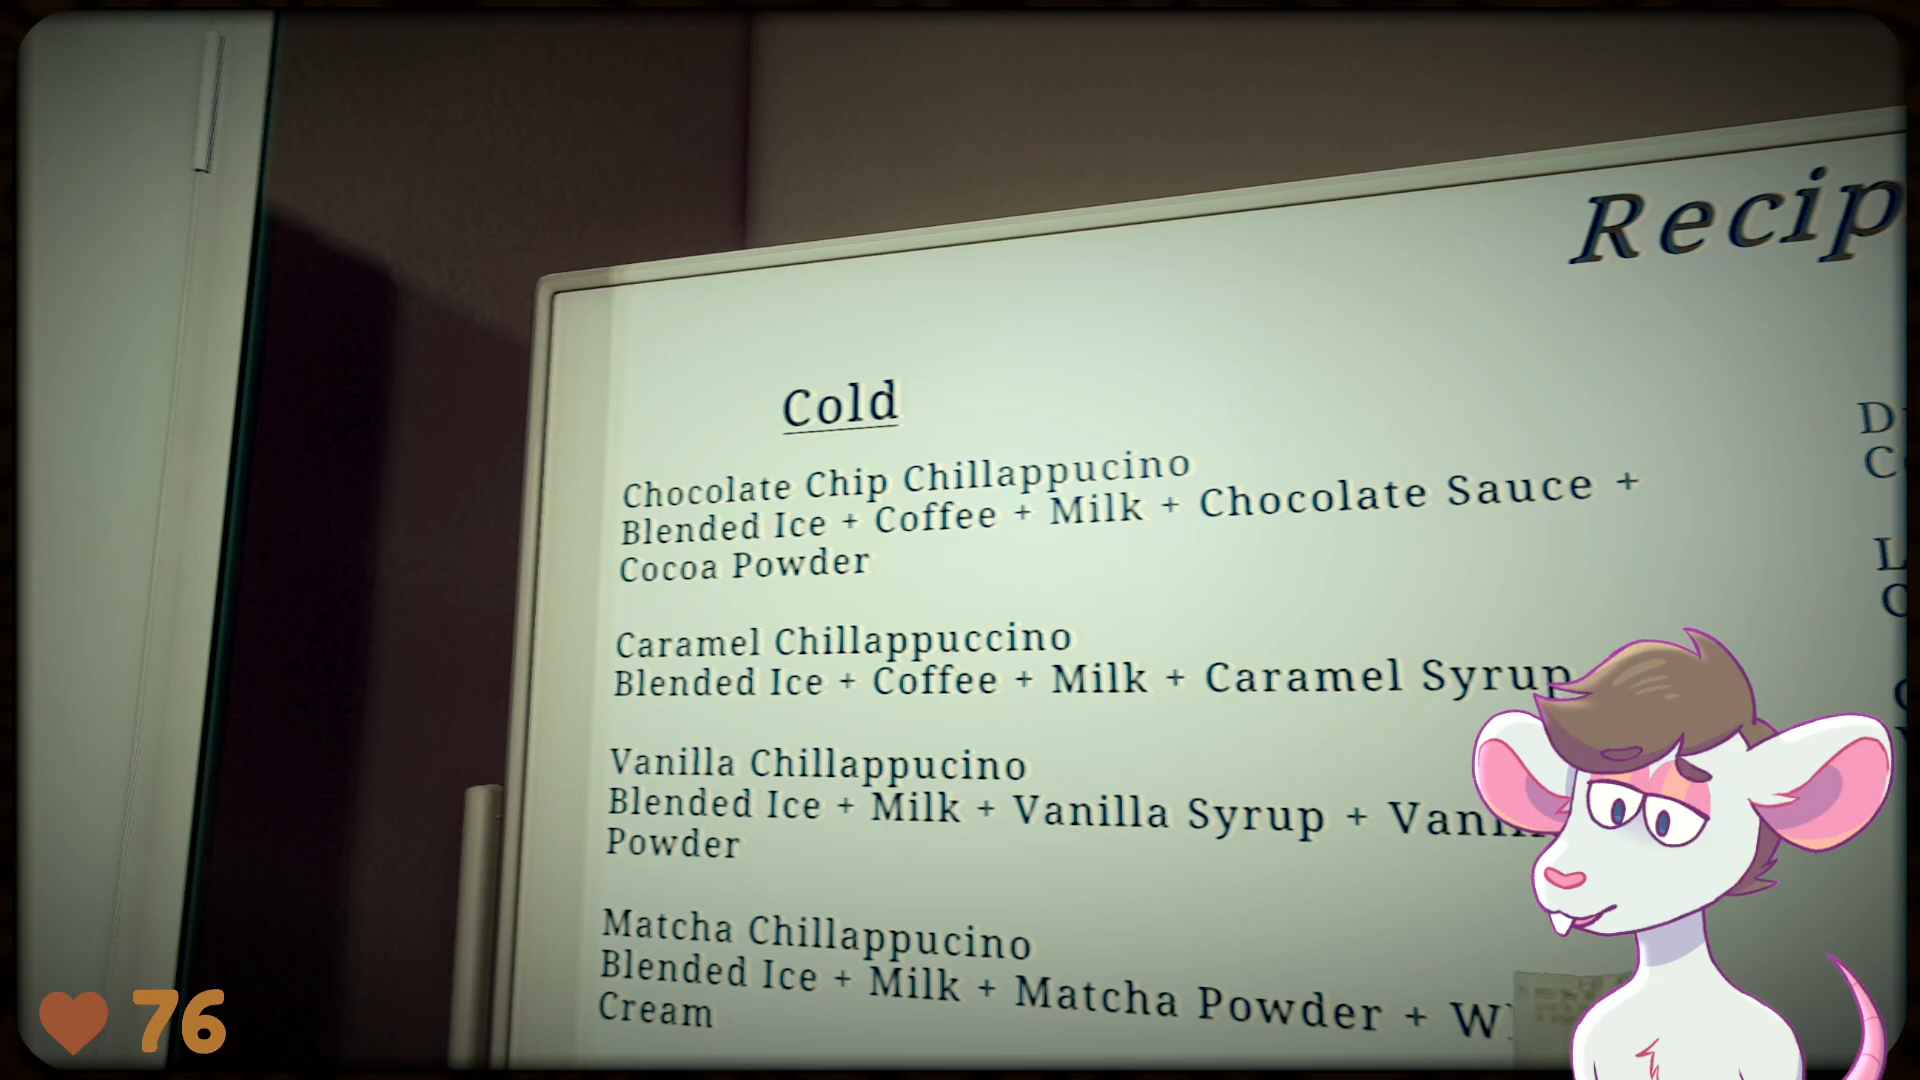 Recip
Cold
Chocolate Chip Chillappucino
Blended Ice + Coffee + Milk + Chocolate Sauce +
Cocoa Powder
Caramel Chillappuccino
Blended Ice + Coffee + Milk + Caramel Syrup
Vanilla Chillappucino
Blended Ice + Milk + Vanilla Syrup +
Powder
Matcha Chillappucino
Blended Ice + Milk + Matcha Powder +
Cream
76